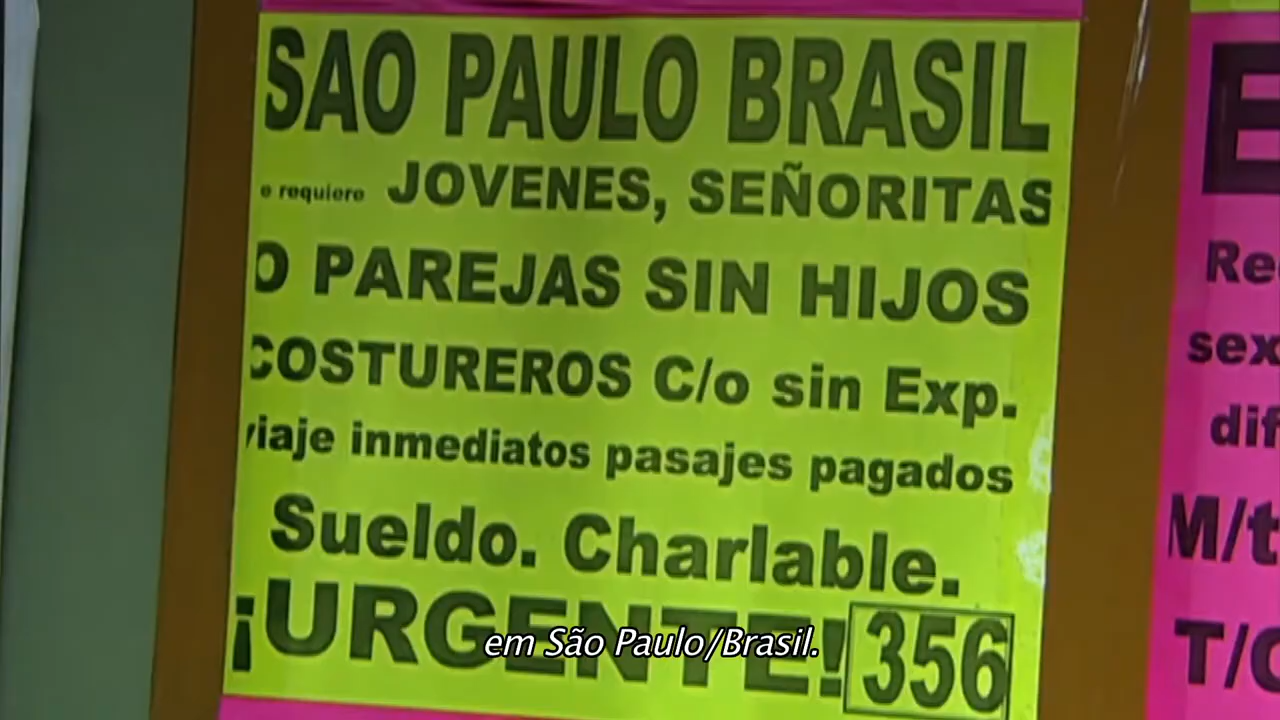 SAO PAULO BRASIL
e requiere JOVENES, SEÑORITAS
O PAREJAS SIN HIJOS
COSTUREROS C/o sin Exp.
viaje inmediatos pasajes pagados
Sueldo. Charlable.
¡URGENTE! 356
em São Paulo/Brasil.
E
Re
sex
dif
M/t
T/C